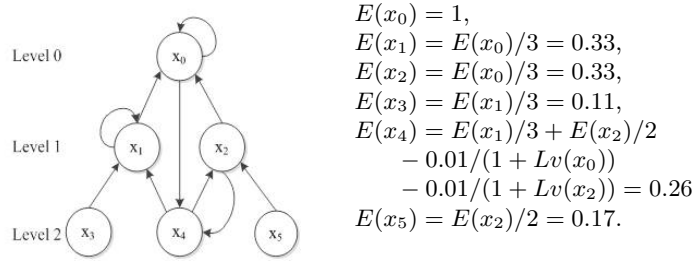 Level 0
x₀
Level 1
x₁
x₂
Level 2
x₃
x₄
x₅
E(x₀) = 1,
E(x₁) = E(x₀)/3 = 0.33,
E(x₂) = E(x₀)/3 = 0.33,
E(x₃) = E(x₁)/3 = 0.11,
E(x₄) = E(x₁)/3 + E(x₂)/2
− 0.01/(1 + Lv(x₀))
− 0.01/(1 + Lv(x₂)) = 0.26
E(x₅) = E(x₂)/2 = 0.17.